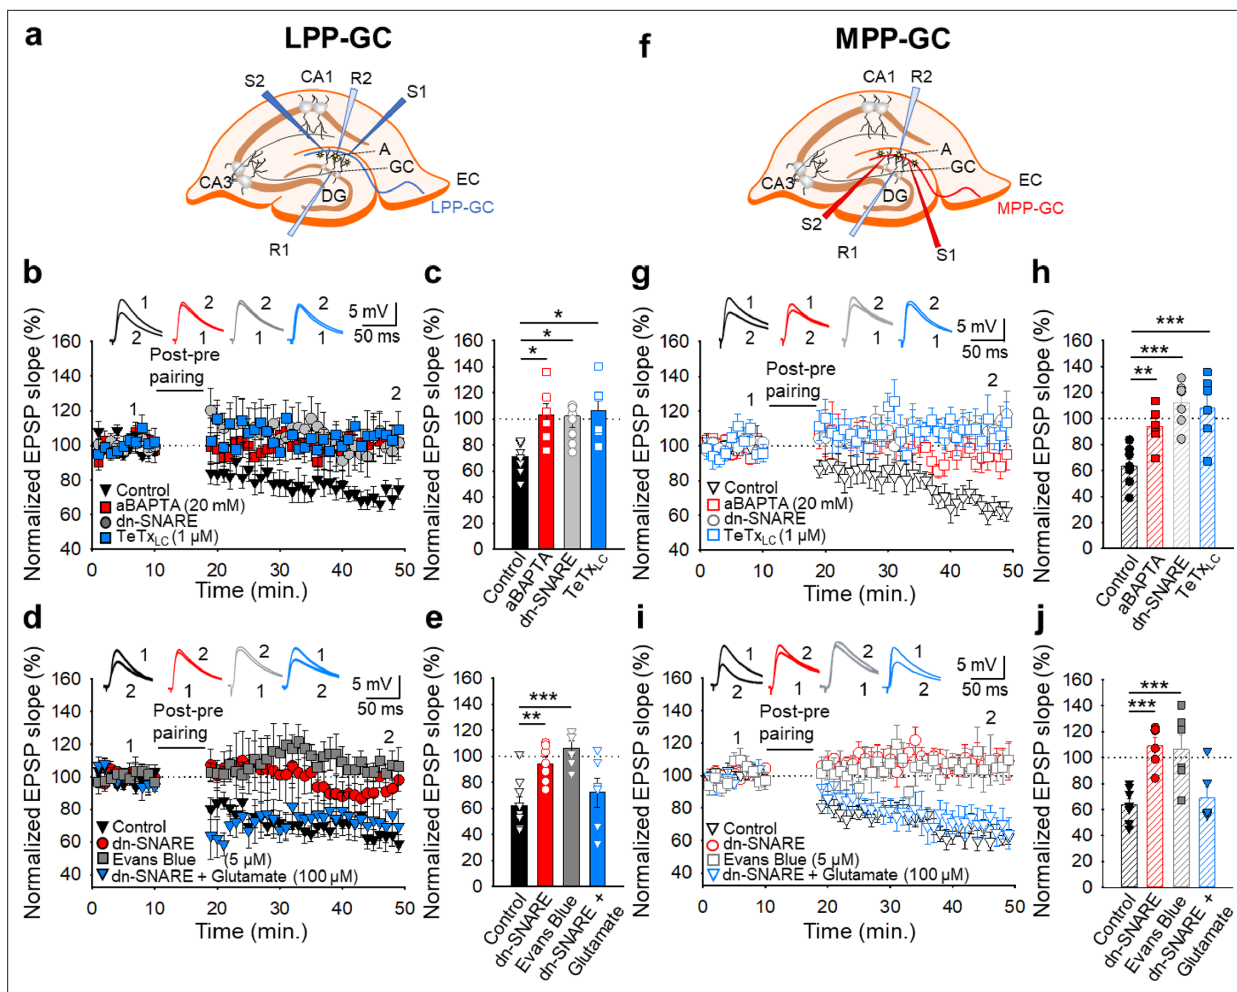 a
LPP-GC
S2
CA1
R2
S1
A
GC
CA3
DG
EC
LPP-GC
R1
f
MPP-GC
CA1
R2
A
GC
CA3
DG
EC
MPP-GC
S2
R1
S1
b
Normalized EPSP slope (%)
160
140
120
100
80
60
40
1
2
2
1
2
1
2
1
5 mV
50 ms
Post-pre
pairing
1
2
Control
aBAPTA (20 mM)
dn-SNARE
TeTxLC (1 µM)
0 10 20 30 40 50
Time (min.)
c
Normalized EPSP slope (%)
160
140
120
100
80
60
40
20
0
*
*
*
Control
aBAPTA
dn-SNARE
TeTxLC
g
Normalized EPSP slope (%)
160
140
120
100
80
60
40
1
2
2
1
2
1
2
1
5 mV
50 ms
Post-pre
pairing
1
2
Control
aBAPTA (20 mM)
dn-SNARE
TeTxLC (1 µM)
0 10 20 30 40 50
Time (min.)
h
Normalized EPSP slope (%)
160
140
120
100
80
60
40
20
0
***
***
**
Control
aBAPTA
dn-SNARE
TeTxLC
d
Normalized EPSP slope (%)
160
140
120
100
80
60
40
1
2
2
1
2
1
1
2
5 mV
50 ms
Post-pre
pairing
1
2
Control
dn-SNARE
Evans Blue (5 µM)
dn-SNARE + Glutamate (100 µM)
0 10 20 30 40 50
Time (min.)
e
Normalized EPSP slope (%)
160
140
120
100
80
60
40
20
0
***
**
Control
dn-SNARE
Evans Blue
dn-SNARE +
Glutamate
i
Normalized EPSP slope (%)
160
140
120
100
80
60
40
1
2
2
1
2
1
1
2
5 mV
50 ms
Post-pre
pairing
1
2
Control
dn-SNARE
Evans Blue (5 µM)
dn-SNARE + Glutamate (100 µM)
0 10 20 30 40 50
Time (min.)
j
Normalized EPSP slope (%)
160
140
120
100
80
60
40
20
0
***
***
Control
dn-SNARE
Evans Blue
dn-SNARE +
Glutamate